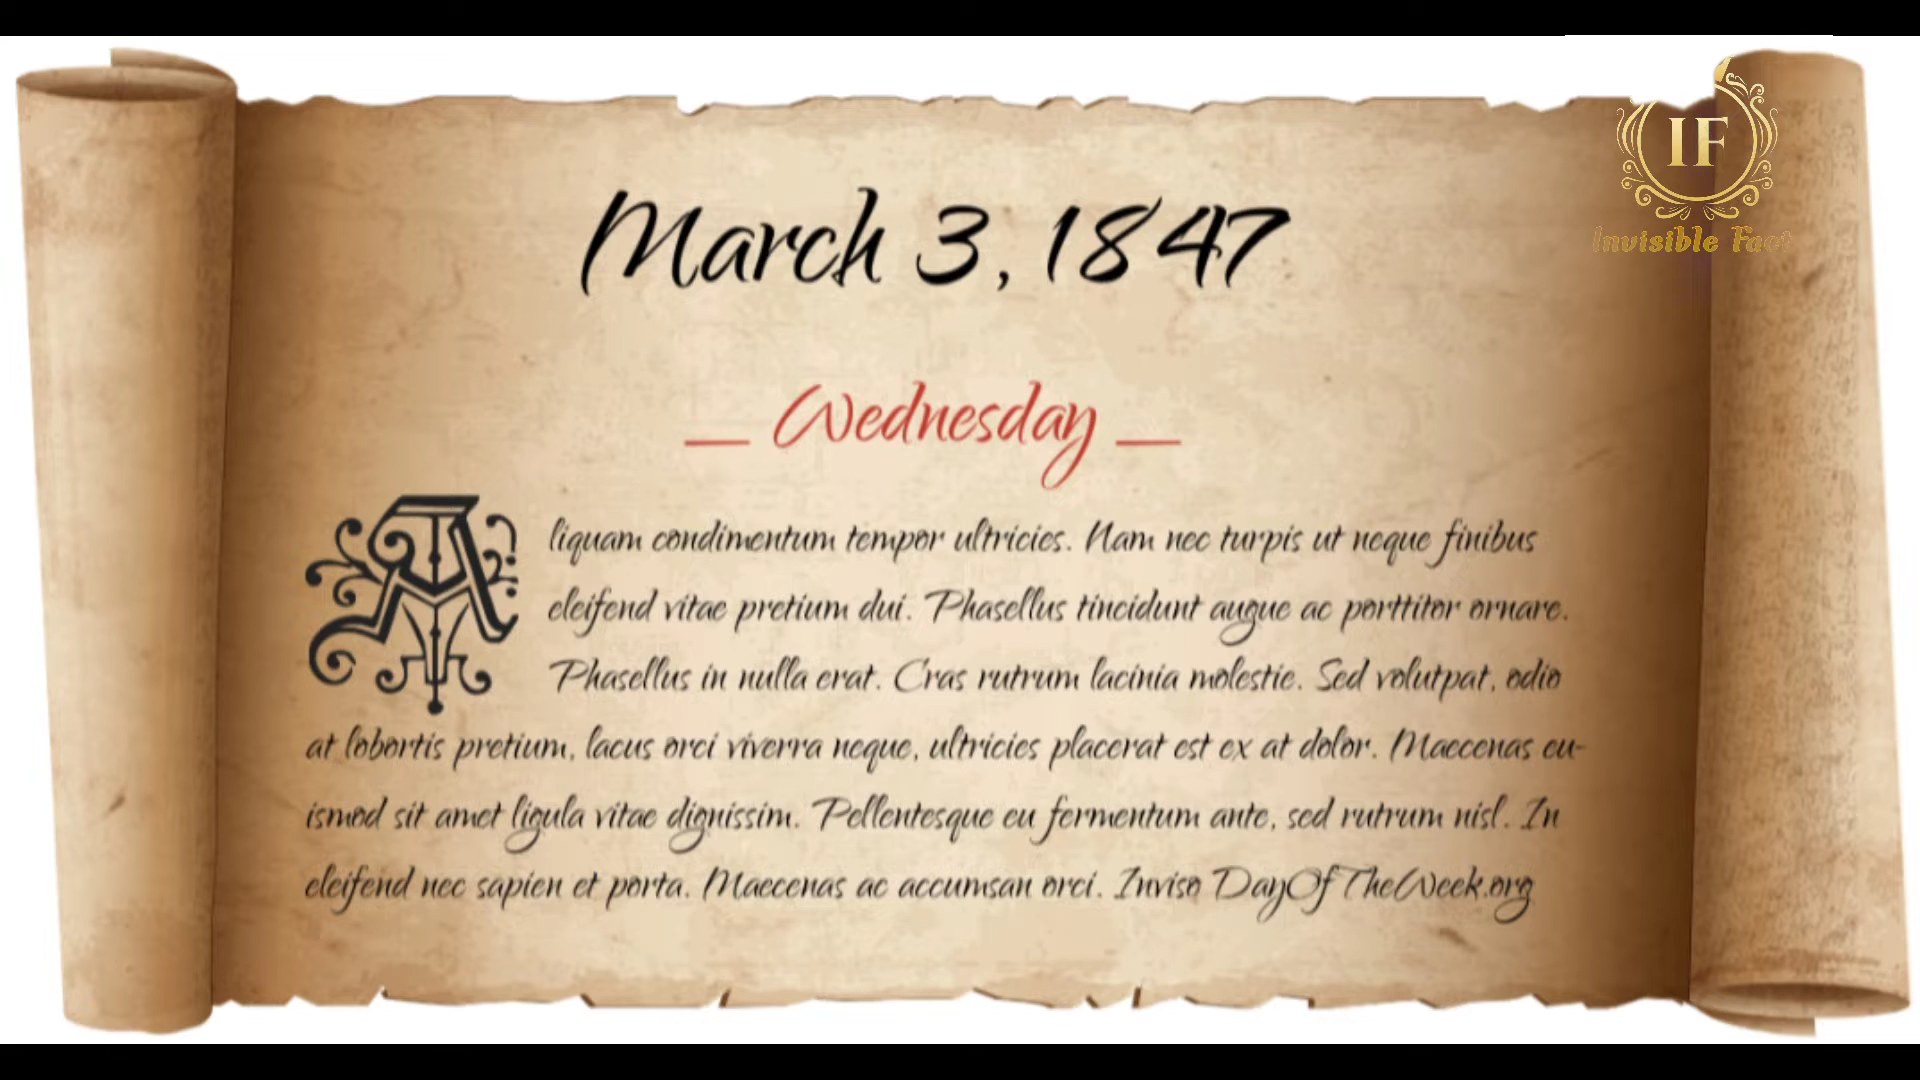 IF
Invisible Fact
March 3, 1847
Wednesday
Aliquam condimentum tempor ultricies. Nam nec turpis ut neque finibus
eleifend vitae pretium dui. Phasellus tincidunt augue ac porttitor ornare.
Phasellus in nulla erat. Cras rutrum lacinia molestie. Sed volutpat, odio
at lobortis pretium, lacus orci viverra neque, ultricies placerat est ex at dolor. Maecenas eu-
ismod sit amet ligula vitae dignissim. Pellentesque eu fermentum ante, sed rutrum nisl. In
eleifend nec sapien et porta. Maecenas ac accumsan orci. Inviso DayOfTheWeek.org